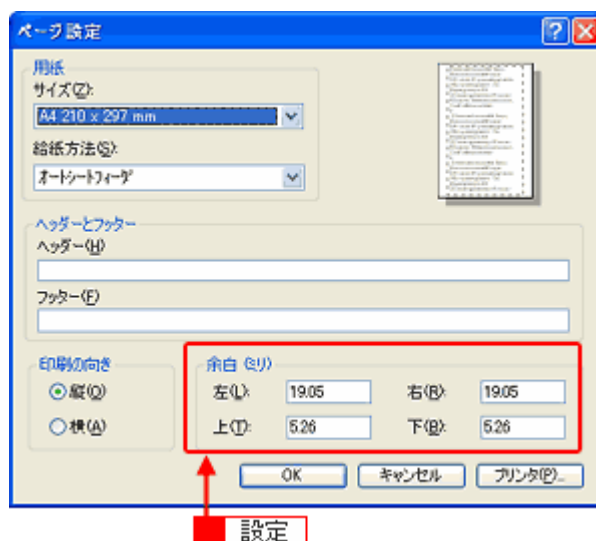 ページ設定
用紙
サイズ(Z):
A4 210 x 297 mm
給紙方法(S):
オートシートフィーダ
ヘッダーとフッター
ヘッダー(H)
フッター(F)
印刷の向き
縦(O)
横(A)
余白 (ミリ)
左(L): 19.05 右(R): 19.05
上(T): 5.26 下(B): 5.26
OK キャンセル プリンタ(P)...
設定